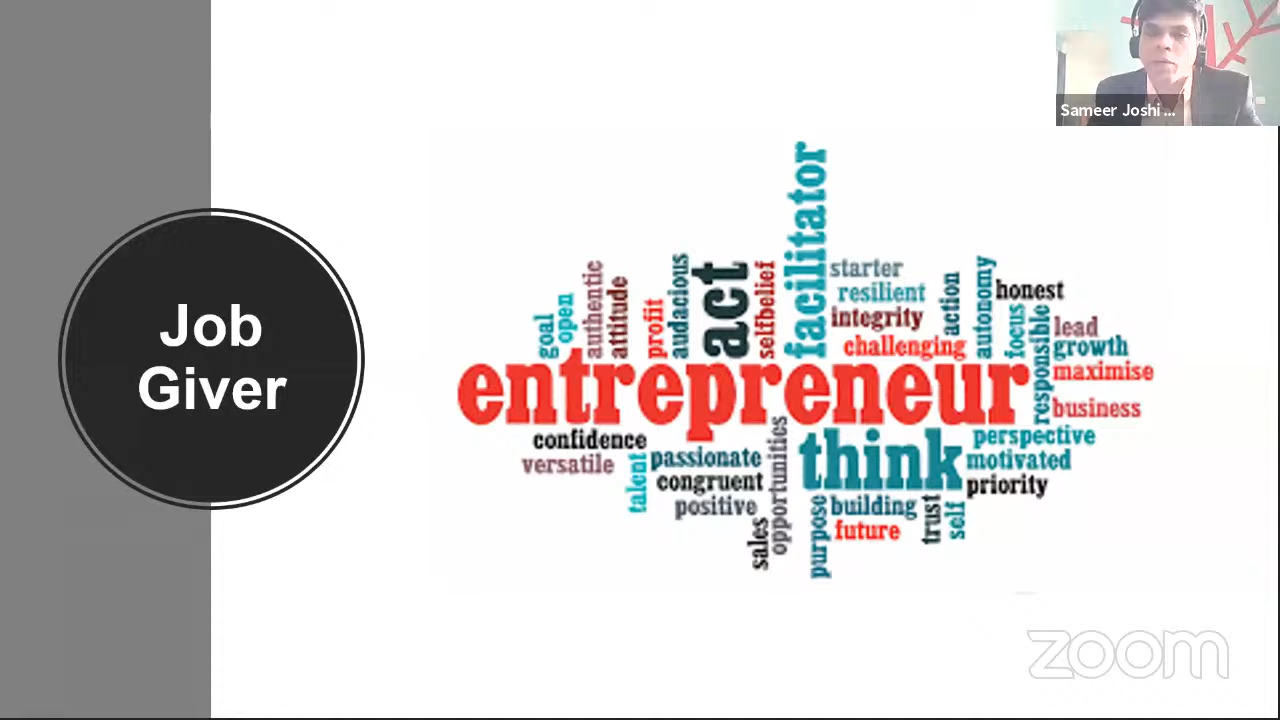 Sameer Joshi ...
Job
Giver
facilitator
act
audacious
selfbelief
profit
attitude
authentic
open
goal
starter
resilient
integrity
challenging
action
autonomy
honest
focus
responsible
lead
growth
maximise
business
entrepreneur
confidence
versatile
talent
passionate
congruent
positive
opportunities
sales
think
perspective
motivated
priority
purpose
building
future
trust
self
zoom